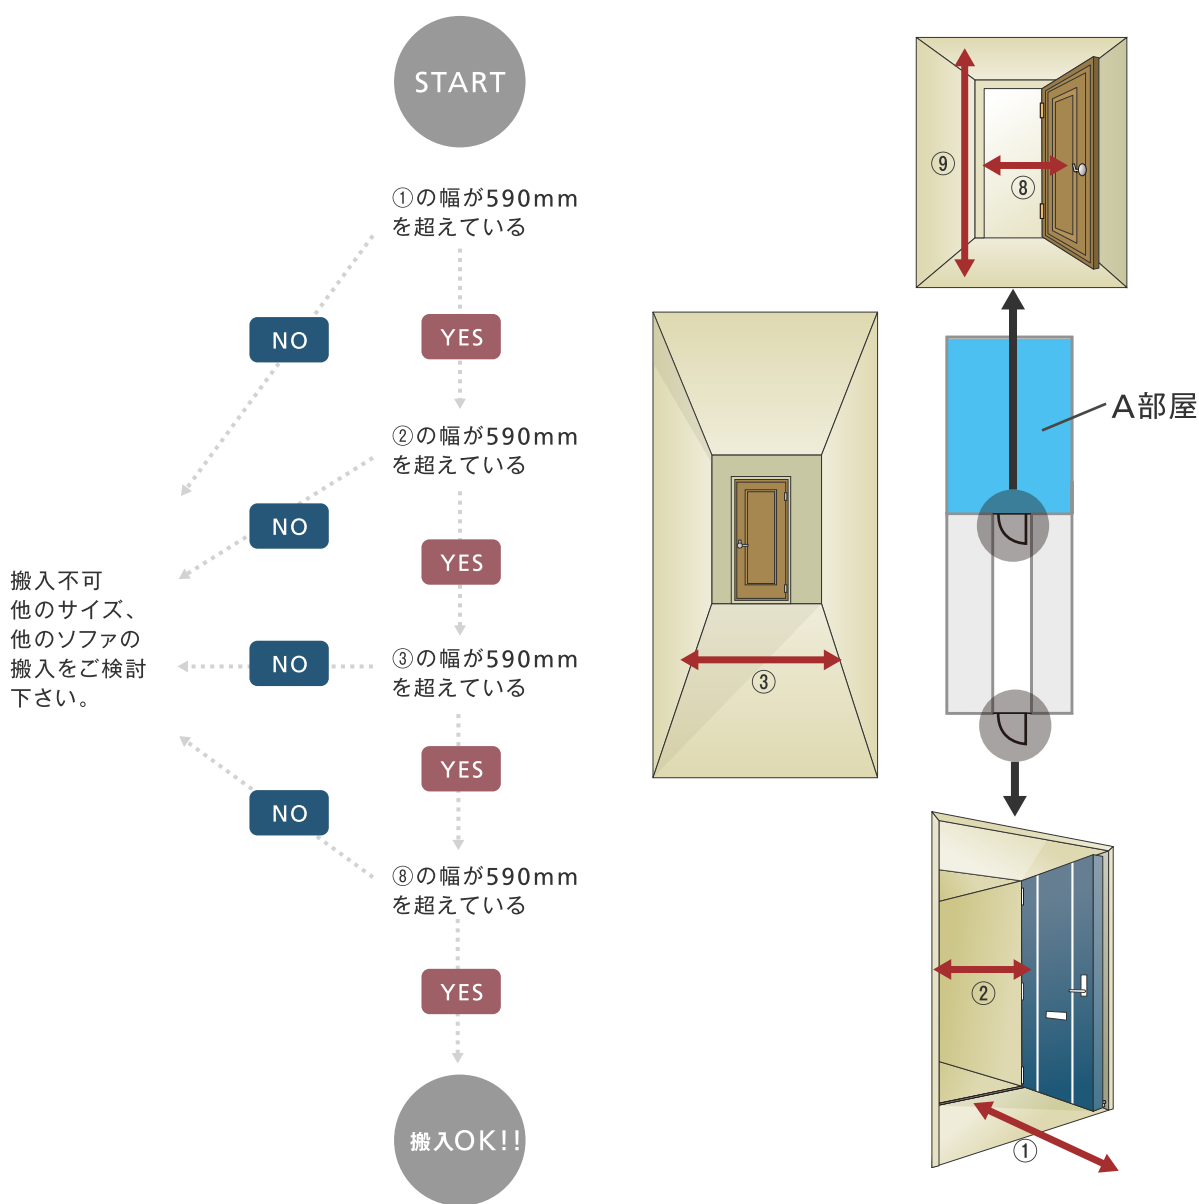 START
①の幅が590mm
を超えている
NO
YES
②の幅が590mm
を超えている
NO
YES
搬入不可
他のサイズ、
他のソファの
搬入をご検討
下さい。
③の幅が590mm
を超えている
NO
YES
⑧の幅が590mm
を超えている
NO
YES
搬入OK!!
③
⑨
⑧
A部屋
②
①